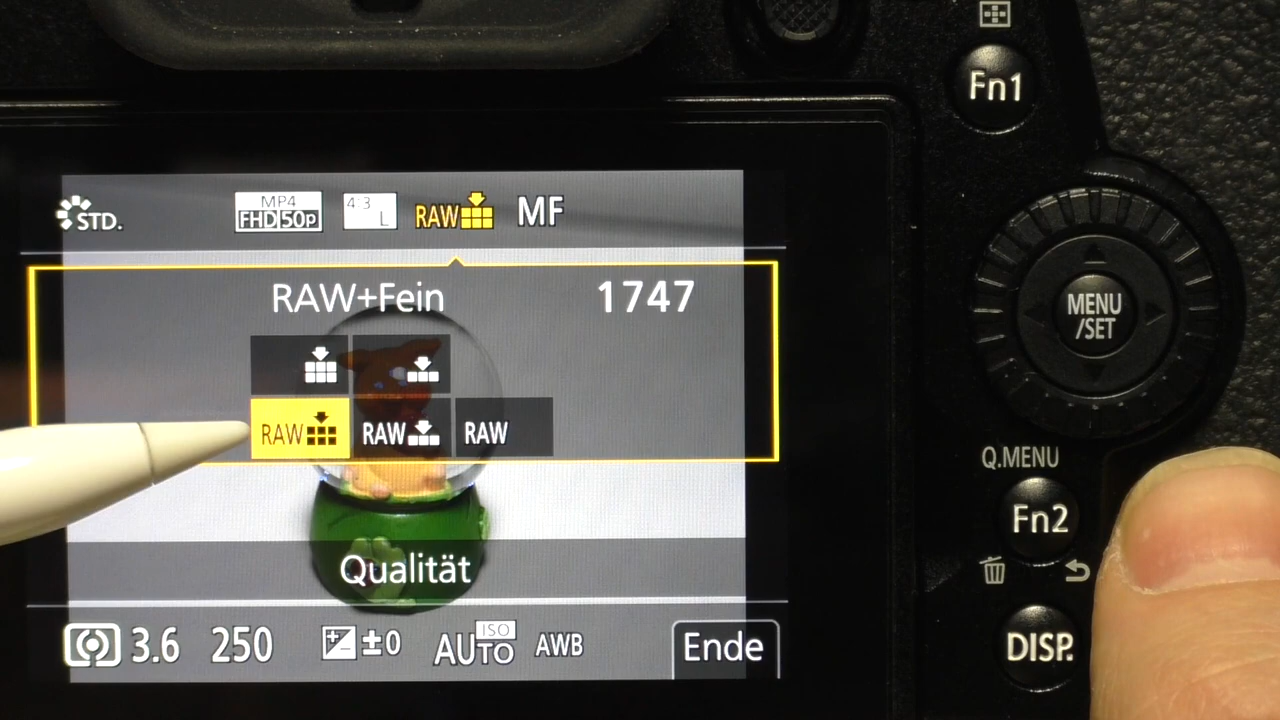 Fn1
STD.
MP4
FHD 50p
4:3
L
RAW
MF
RAW+Fein
1747
RAW
RAW
RAW
MENU
/SET
Q.MENU
Fn2
Qualität
3.6
250
±0
ISO
AUTO
AWB
Ende
DISP.